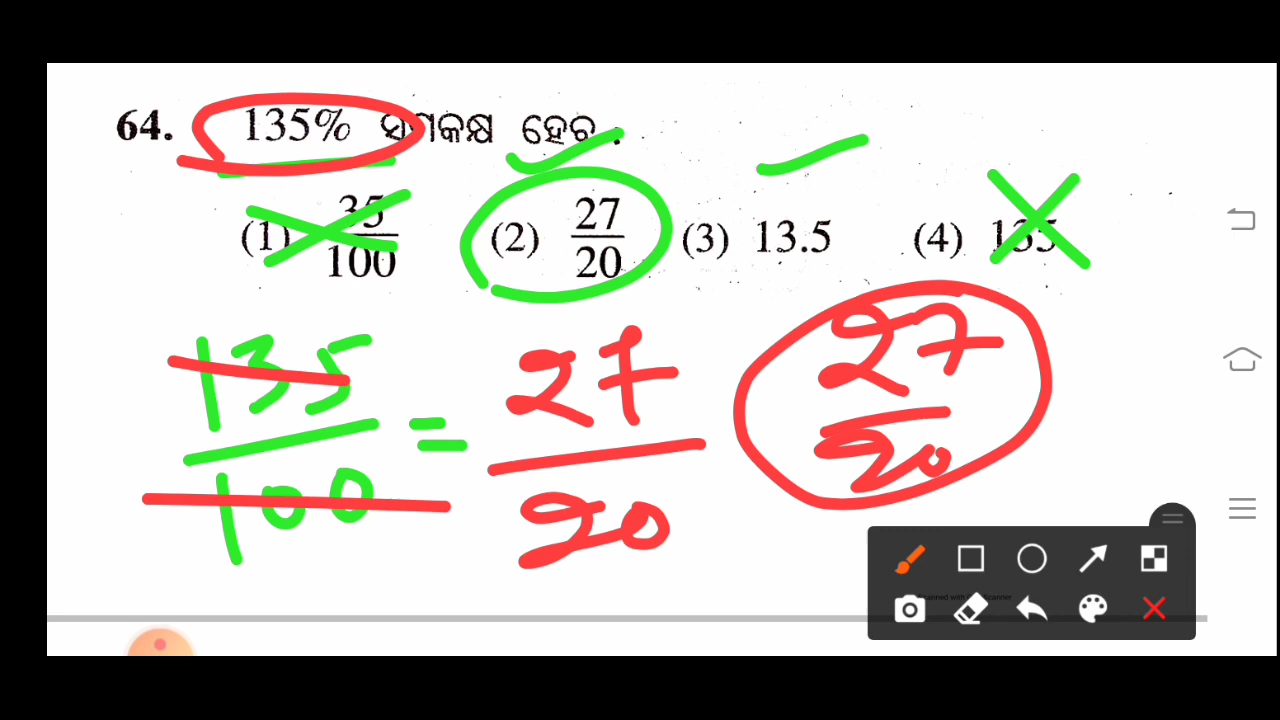 64. 135% ସମକକ୍ଷ ହେବ :
(1) 35/100 (2) 27/20 (3) 13.5 (4) 135
135/100 = 27/20 27/20